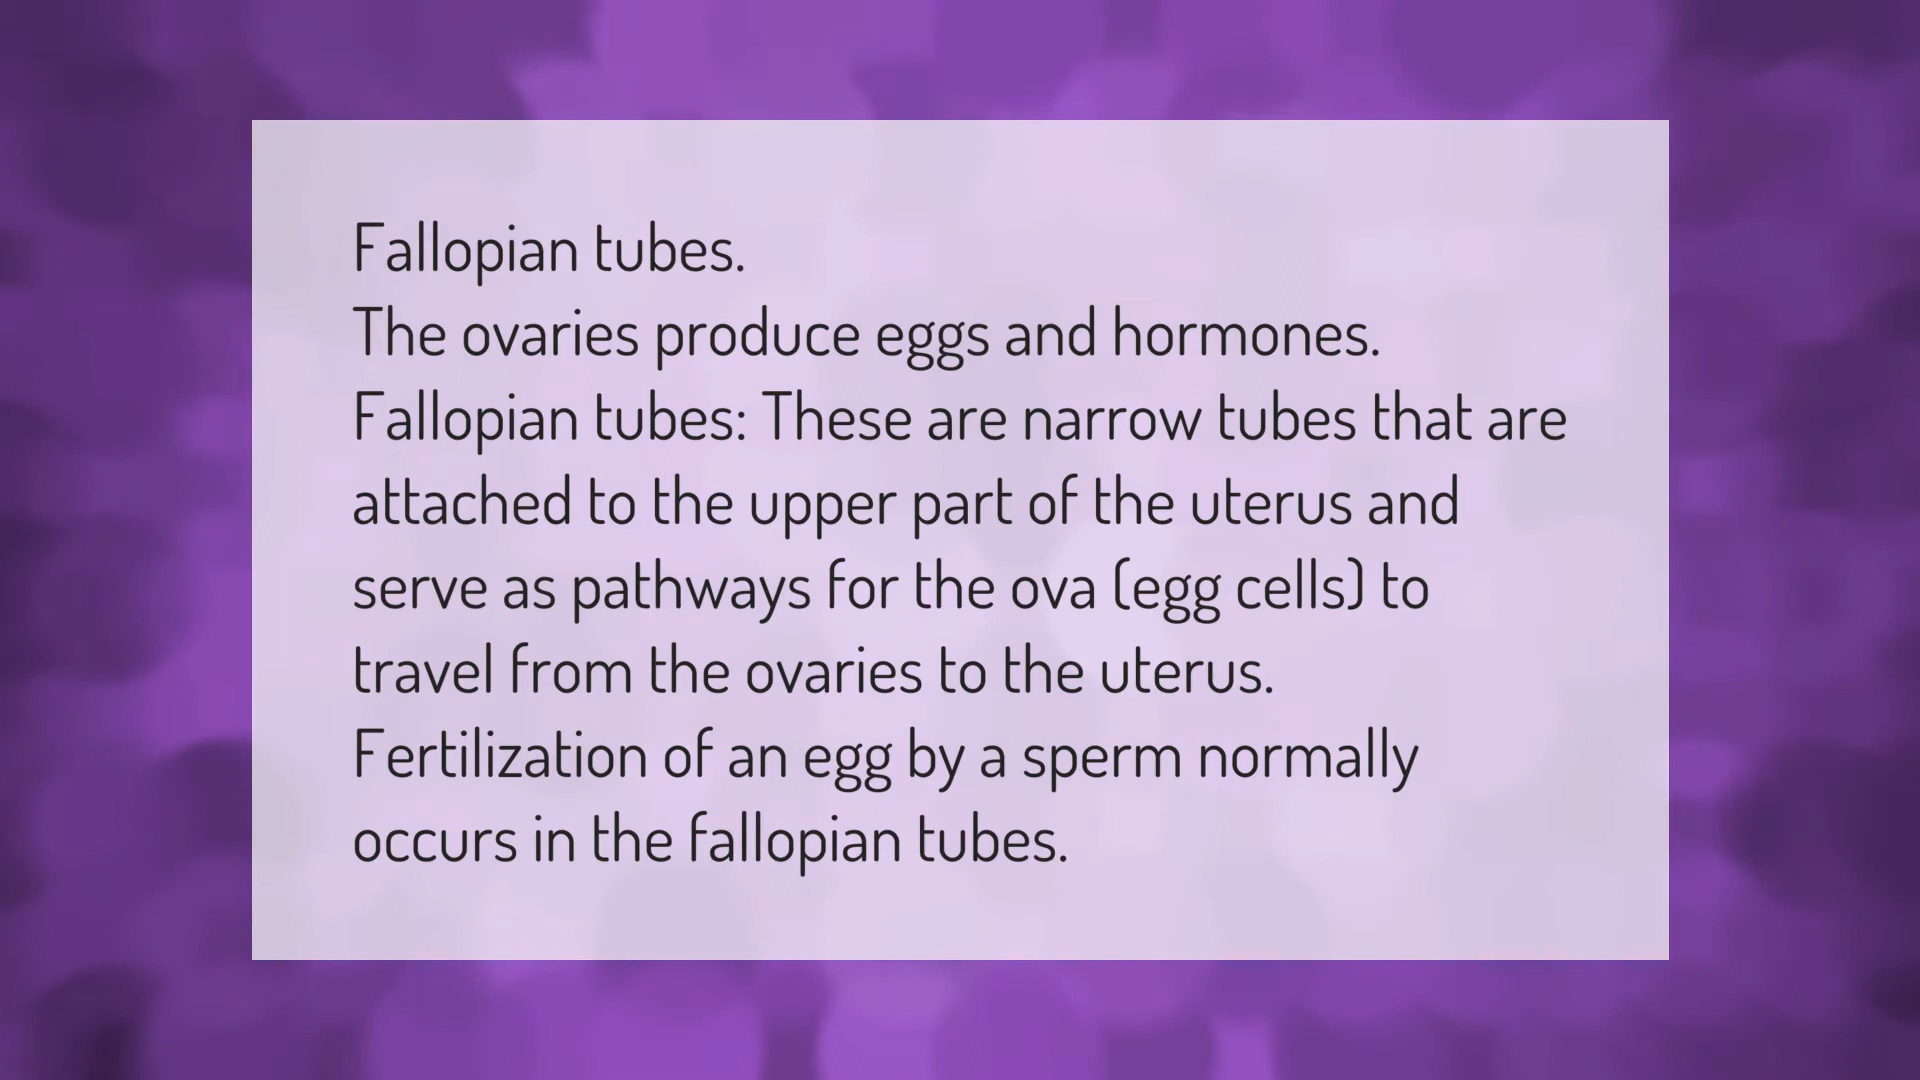 Fallopian tubes.
The ovaries produce eggs and hormones.
Fallopian tubes: These are narrow tubes that are
attached to the upper part of the uterus and
serve as pathways for the ova (egg cells) to
travel from the ovaries to the uterus.
Fertilization of an egg by a sperm normally
occurs in the fallopian tubes.